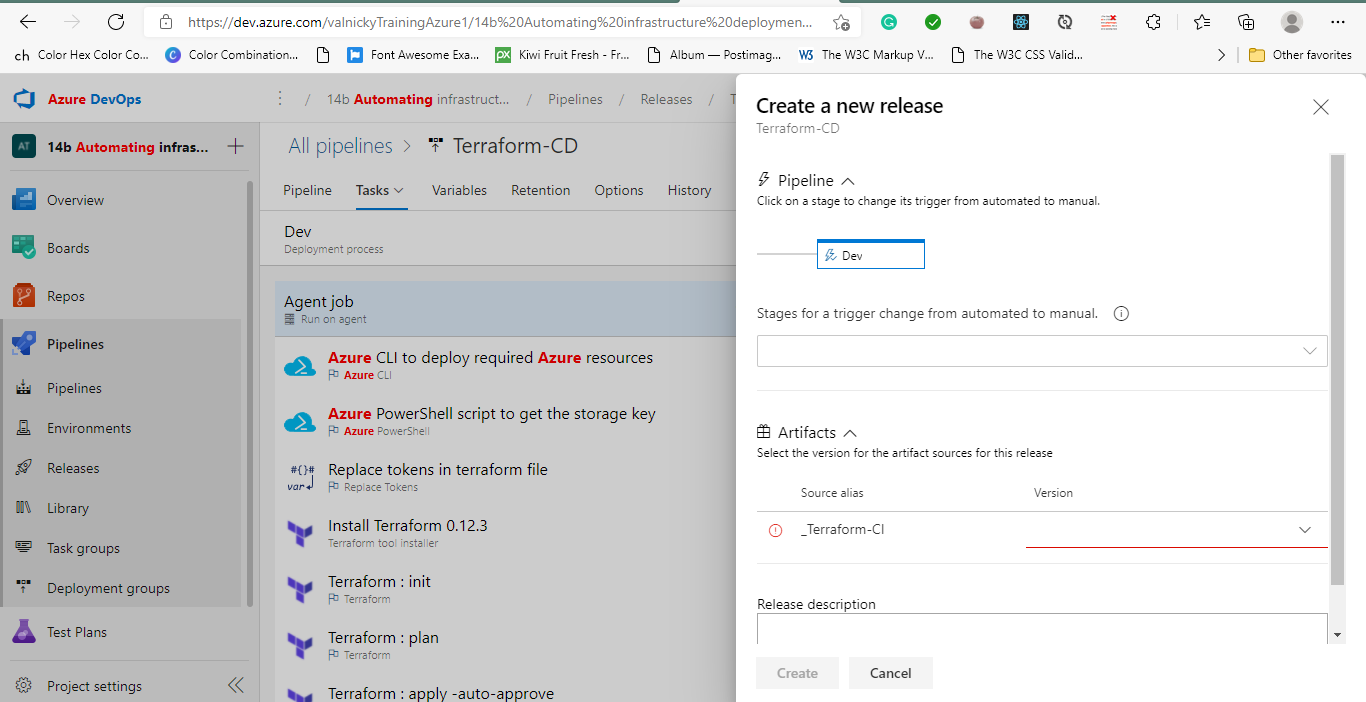 https://dev.azure.com/valnickyTrainingAzure1/14b%20Automating%20infrastructure%20deploymen...
ch Color Hex Color Co...
Color Combination...
Font Awesome Exa...
px Kiwi Fruit Fresh - Fr...
Album — Postimag...
W3 The W3C Markup V...
The W3C CSS Valid...
Other favorites
Azure DevOps
14b Automating infrastruct... / Pipelines / Releases / T
AT 14b Automating infras...
Overview
Boards
Repos
Pipelines
Pipelines
Environments
Releases
Library
Task groups
Deployment groups
Test Plans
Project settings
All pipelines > Terraform-CD
Pipeline Tasks Variables Retention Options History
Dev
Deployment process
Agent job
Run on agent
Azure CLI to deploy required Azure resources
Azure CLI
Azure PowerShell script to get the storage key
Azure PowerShell
#{}#
var
Replace tokens in terraform file
Replace Tokens
Install Terraform 0.12.3
Terraform tool installer
Terraform : init
Terraform
Terraform : plan
Terraform
Terraform : apply -auto-approve
Create a new release
Terraform-CD
Pipeline
Click on a stage to change its trigger from automated to manual.
Dev
Stages for a trigger change from automated to manual.
Artifacts
Select the version for the artifact sources for this release
Source alias Version
_Terraform-CI
Release description
Create Cancel